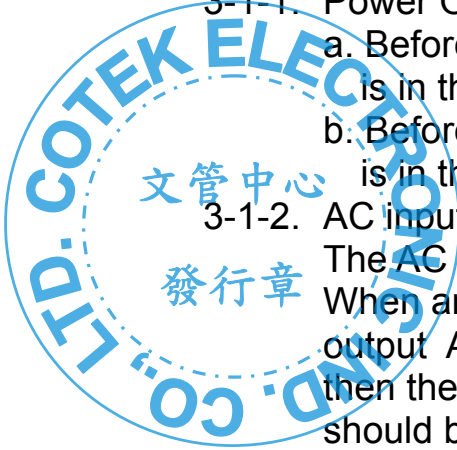 3-1-1. Power
a. Before
is in th
b. Before
is in th
3-1-2. AC input
The AC
When an
output A
then the
should b
COTEK ELECTRONIC IND. CO., LTD.
文管中心
發行章